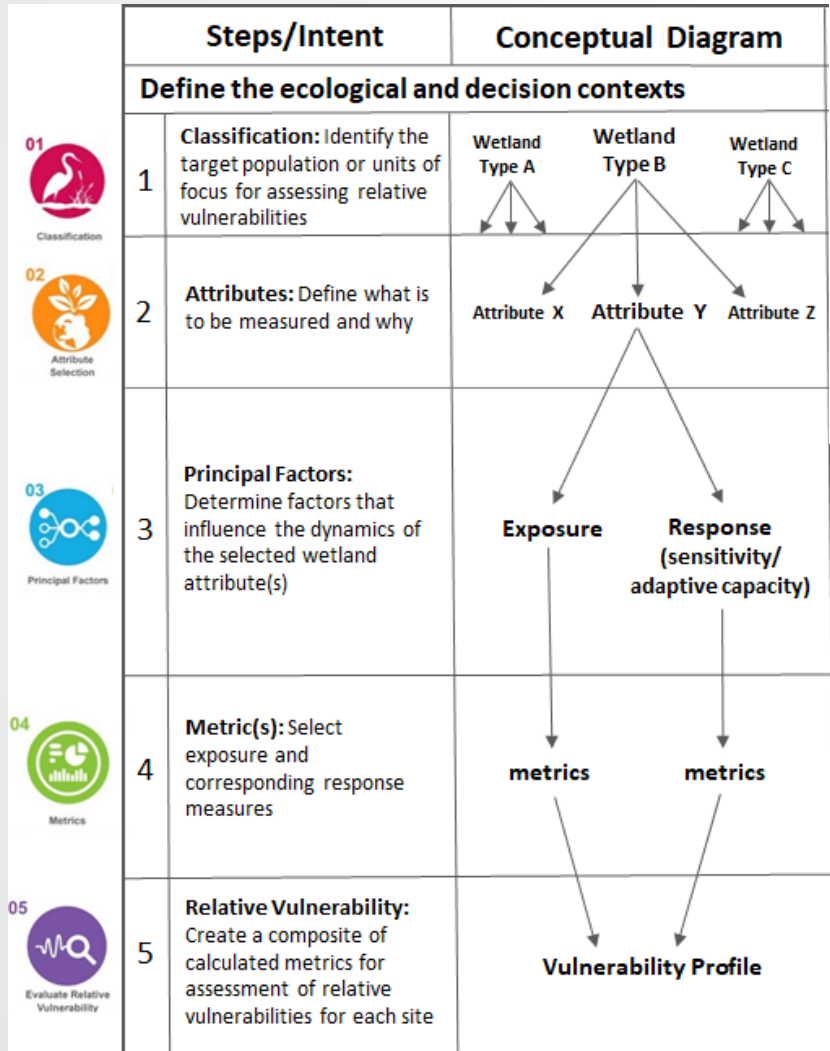 Steps/Intent
Conceptual Diagram
Define the ecological and decision contexts
01
Classification
1
Classification: Identify the
target population or units of
focus for assessing relative
vulnerabilities
Wetland
Type A
Wetland
Type B
Wetland
Type C
02
Attribute
Selection
2
Attributes: Define what is
to be measured and why
Attribute X
Attribute Y
Attribute Z
03
Principal Factors
3
Principal Factors:
Determine factors that
influence the dynamics of
the selected wetland
attribute(s)
Exposure
Response
(sensitivity/
adaptive capacity)
04
Metrics
4
Metric(s): Select
exposure and
corresponding response
measures
metrics
metrics
05
Evaluate Relative
Vulnerability
5
Relative Vulnerability:
Create a composite of
calculated metrics for
assessment of relative
vulnerabilities for each site
Vulnerability Profile